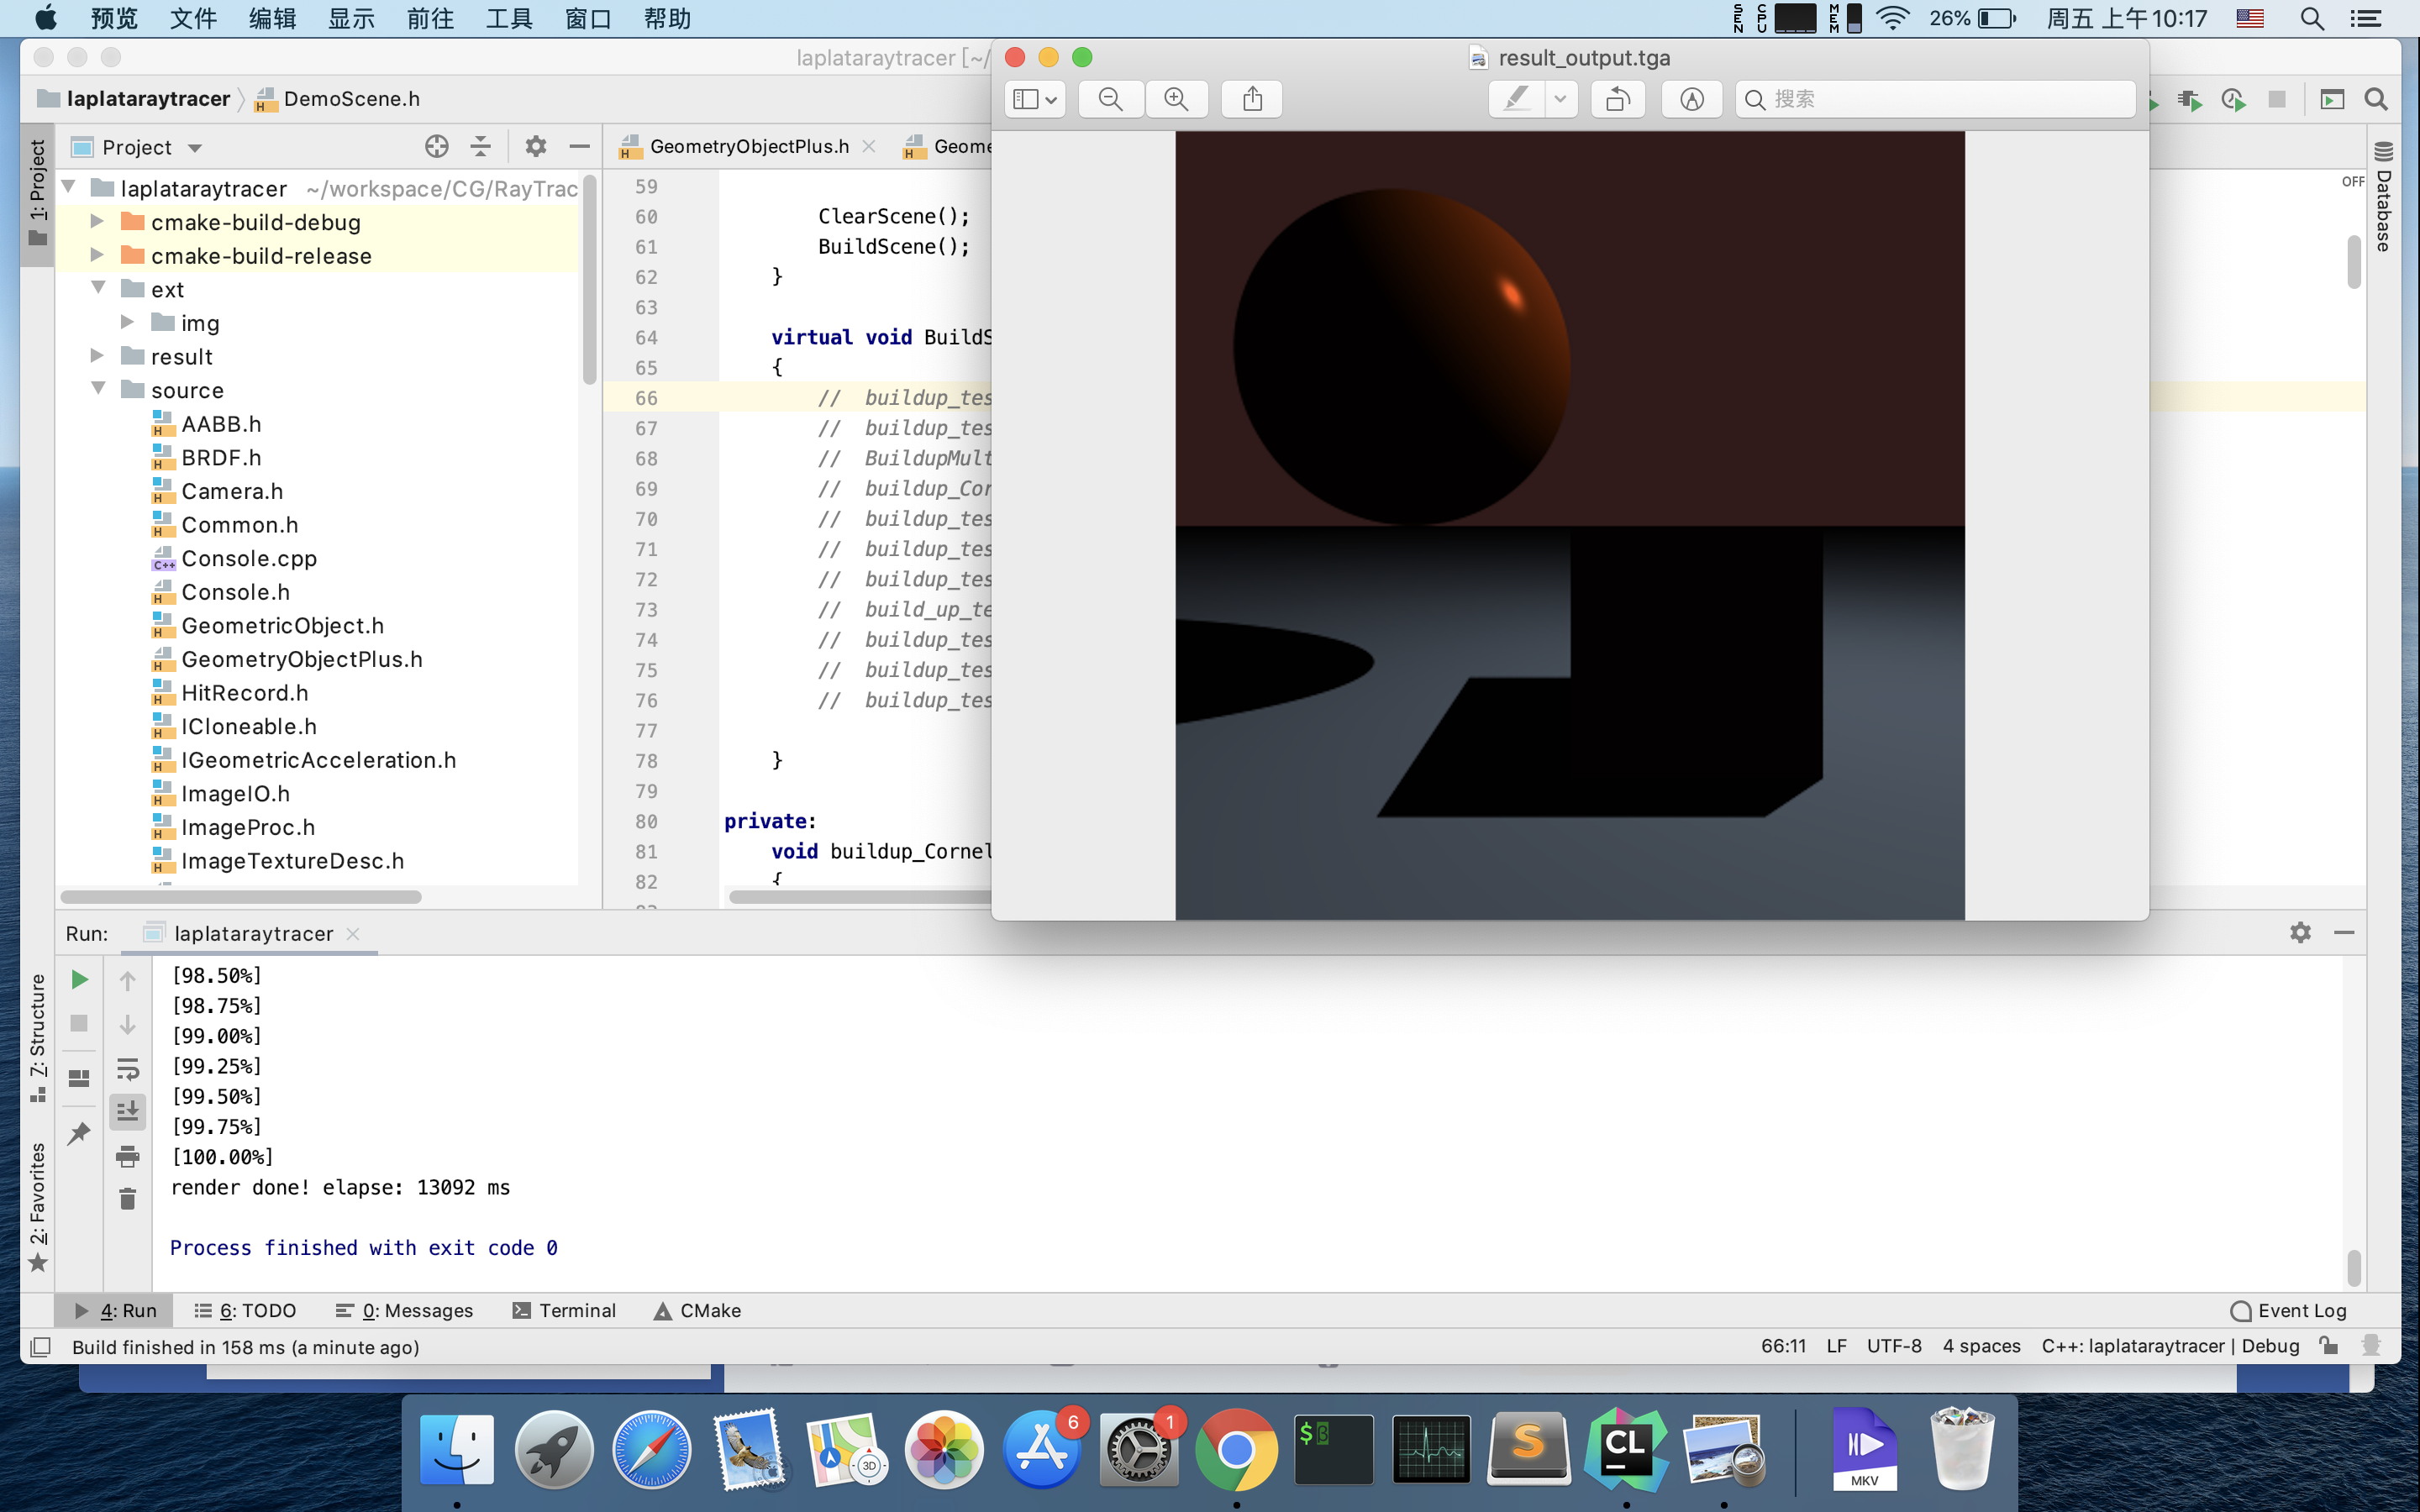 预览 文件 编辑 显示 前往 工具 窗口 帮助 SEN CPU MEM 26% 周五 上午10:17
laplataraytracer [~/
result_output.tga
laplataraytracer DemoScene.h
搜索
1: Project
Project
GeometryObjectPlus.h
Geome
OFF
Database
laplataraytracer ~/workspace/CG/RayTrac
cmake-build-debug
cmake-build-release
ext
img
result
source
AABB.h
BRDF.h
Camera.h
Common.h
Console.cpp
Console.h
GeometricObject.h
GeometryObjectPlus.h
HitRecord.h
ICloneable.h
IGeometricAcceleration.h
ImageIO.h
ImageProc.h
ImageTextureDesc.h
59
60 ClearScene();
61 BuildScene();
62 }
63
64 virtual void BuildS
65 {
66 // buildup_tes
67 // buildup_tes
68 // BuildupMult
69 // buildup_Cor
70 // buildup_tes
71 // buildup_tes
72 // buildup_tes
73 // build_up_te
74 // buildup_tes
75 // buildup_tes
76 // buildup_tes
77
78 }
79
80 private:
81 void buildup_Cornel
82 {
Run: laplataraytracer
7: Structure
2: Favorites
[98.50%]
[98.75%]
[99.00%]
[99.25%]
[99.50%]
[99.75%]
[100.00%]
render done! elapse: 13092 ms
Process finished with exit code 0
4: Run 6: TODO 0: Messages Terminal CMake Event Log
Build finished in 158 ms (a minute ago) 66:11 LF UTF-8 4 spaces C++: laplataraytracer | Debug
3D
6
1
$
S
CL
MKV